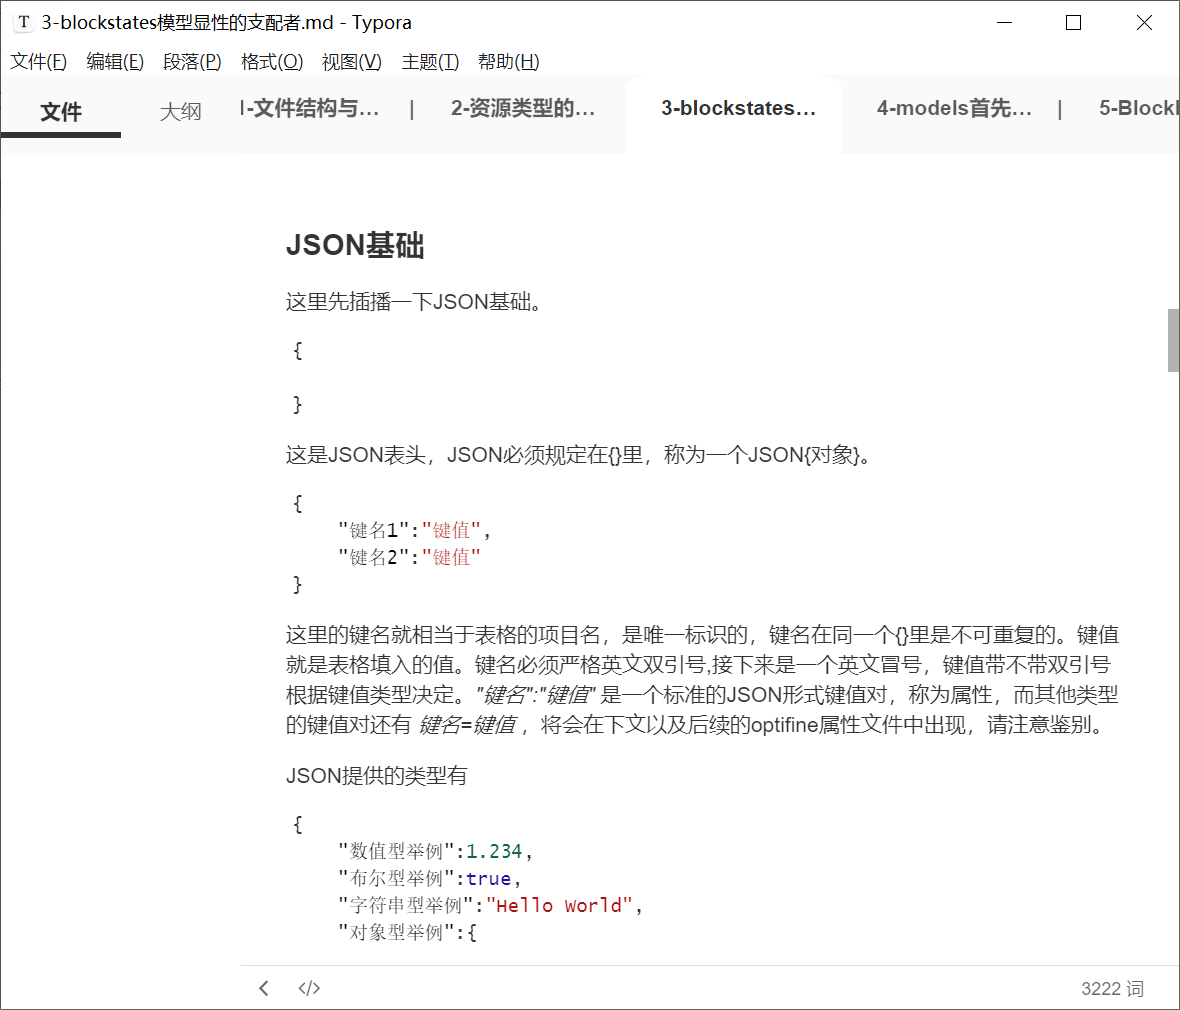 T 3-blockstates模型显性的支配者.md - Typora
文件(F) 编辑(E) 段落(P) 格式(O) 视图(V) 主题(T) 帮助(H)
文件 大纲 1-文件结构与... | 2-资源类型的... 3-blockstates... 4-models首先... | 5-Block
JSON基础
这里先插播一下JSON基础。
{
}
这是JSON表头，JSON必须规定在{}里，称为一个JSON{对象}。
{
"键名1":"键值",
"键名2":"键值"
}
这里的键名就相当于表格的项目名，是唯一标识的，键名在同一个{}里是不可重复的。键值
就是表格填入的值。键名必须严格英文双引号,接下来是一个英文冒号，键值带不带双引号
根据键值类型决定。"键名":"键值" 是一个标准的JSON形式键值对，称为属性，而其他类型
的键值对还有 键名=键值 ，将会在下文以及后续的optifine属性文件中出现，请注意鉴别。
JSON提供的类型有
{
"数值型举例":1.234,
"布尔型举例":true,
"字符串型举例":"Hello World",
"对象型举例":{
</> 3222 词